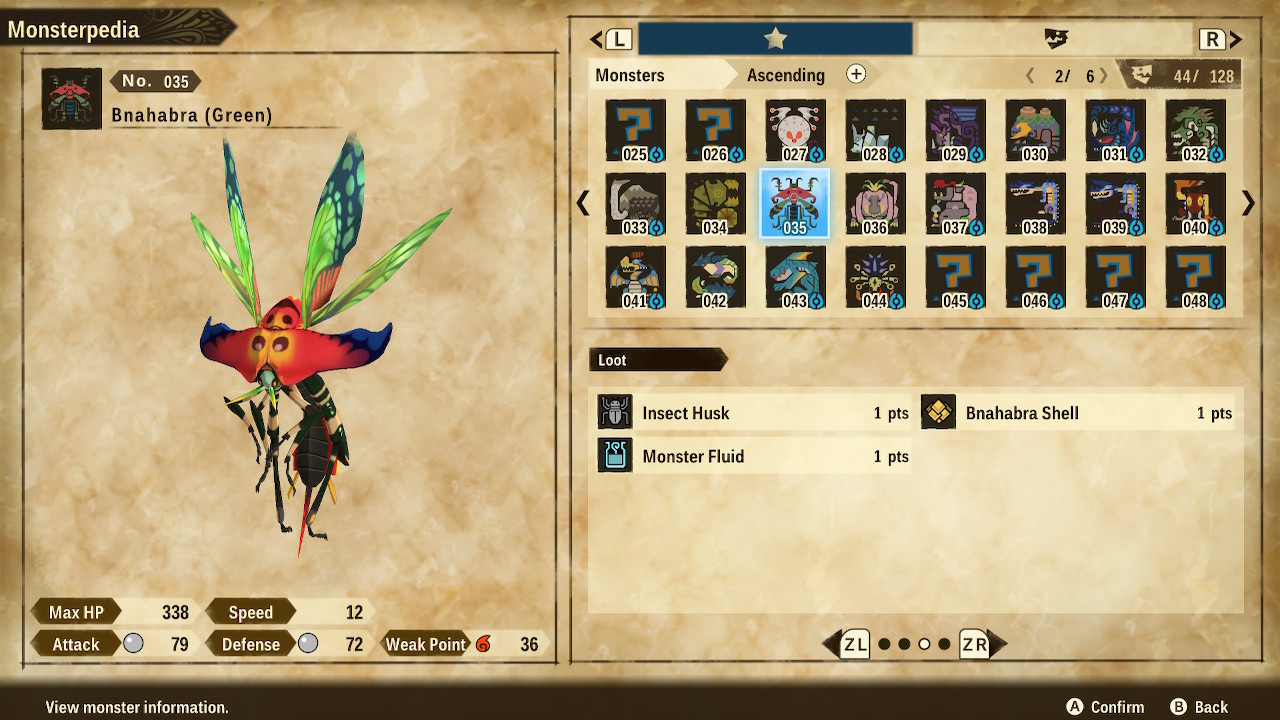 Monsterpedia
No. 035
Bnahabra (Green)
Max HP 338 Speed 12
Attack 79 Defense 72 Weak Point 36
L R
Monsters Ascending 2/ 6 44/ 128
025 026 027 028 029 030 031 032
033 034 035 036 037 038 039 040
041 042 043 044 045 046 047 048
Loot
Insect Husk 1 pts Bnahabra Shell 1 pts
Monster Fluid 1 pts
ZL ZR
View monster information.
A Confirm B Back